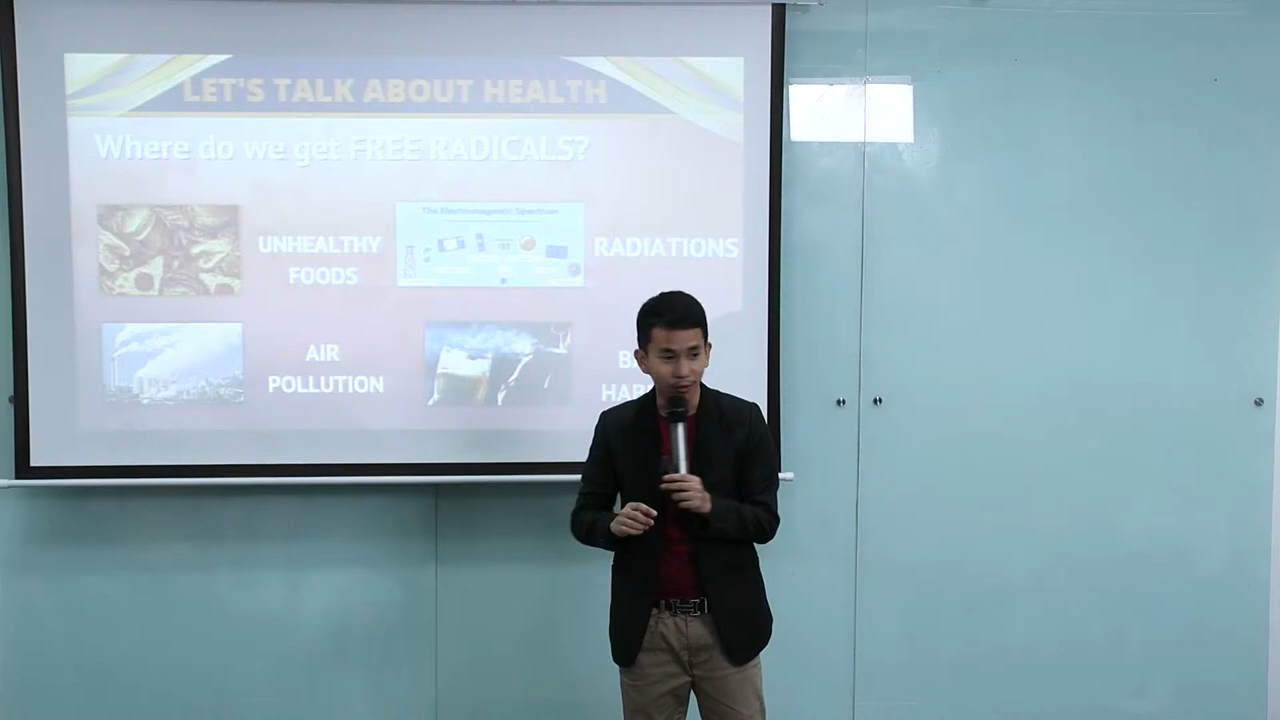 LET'S TALK ABOUT HEALTH
Where do we get FREE RADICALS?
The Electromagnetic Spectrum
UNHEALTHY
FOODS
RADIATIONS
AIR
POLLUTION